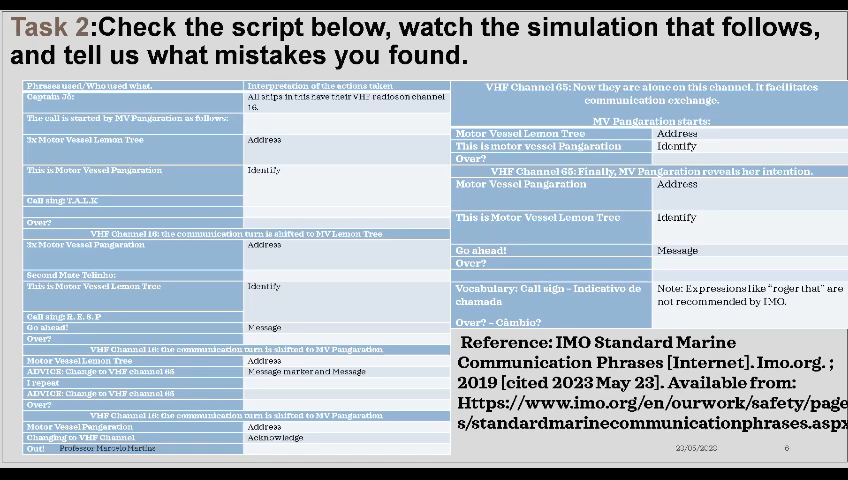 Task 2:Check the script below, watch the simulation that follows,
and tell us what mistakes you found.
Phrases used/Who used what. Interpretation of the actions taken
Captain Jô: All ships in this have their VHF radios on channel
16.
The call is started by MV Pangaration as follows:
3x Motor Vessel Lemon Tree Address
This is Motor Vessel Pangaration Identify
Call sing: T.A.L.K
Over?
VHF Channel 16: the communication turn is shifted to MV Lemon Tree
3x Motor Vessel Pangaration Address
Second Mate Telinho:
This is Motor Vessel Lemon Tree Identify
Call sing: R. E. S. P
Go ahead! Message
Over?
VHF Channel 16: the communication turn is shifted to MV Pangaration
Motor Vessel Lemon Tree Address
ADVICE: Change to VHF channel 65 Message marker and Message
I repeat
ADVICE: Change to VHF channel 65
Over?
VHF Channel 16: the communication turn is shifted to MV Pangaration
Motor Vessel Pangaration Address
Changing to VHF Channel Acknowledge
Out! Professor Marcelo Martins
VHF Channel 65: Now they are alone on this channel. It facilitates
communication exchange.
MV Pangaration starts:
Motor Vessel Lemon Tree Address
This is motor vessel Pangaration Identify
Over?
VHF Channel 65: Finally, MV Pangaration reveals her intention.
Motor Vessel Pangaration Address
This is Motor Vessel Lemon Tree Identify
Go ahead! Message
Over?
Vocabulary: Call sign – Indicativo de Note: Expressions like “roger that” are
chamada not recommended by IMO.
Over? – Câmbio?
Reference: IMO Standard Marine
Communication Phrases [Internet]. Imo.org. ;
2019 [cited 2023 May 23]. Available from:
Https://www.imo.org/en/ourwork/safety/page
s/standardmarinecommunicationphrases.aspx
23/05/2023 6